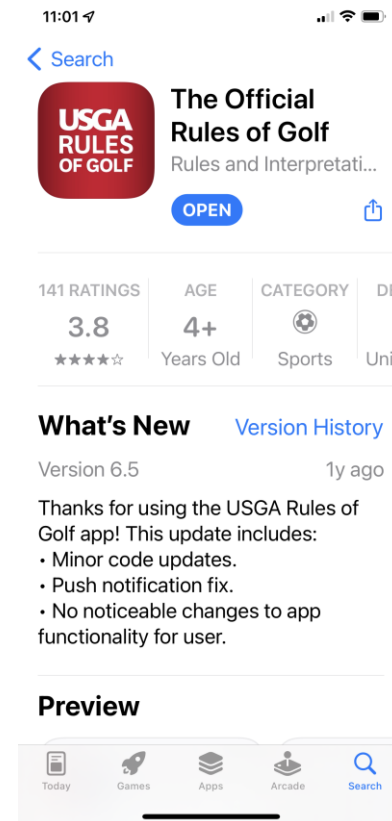 11:01
Search
USGA
RULES
OF GOLF
The Official
Rules of Golf
Rules and Interpretati...
OPEN
141 RATINGS
AGE
CATEGORY
DE
3.8
4+
Years Old
Sports
Uni
What's New
Version History
Version 6.5
1y ago
Thanks for using the USGA Rules of
Golf app! This update includes:
• Minor code updates.
• Push notification fix.
• No noticeable changes to app
functionality for user.
Preview
Today
Games
Apps
Arcade
Search